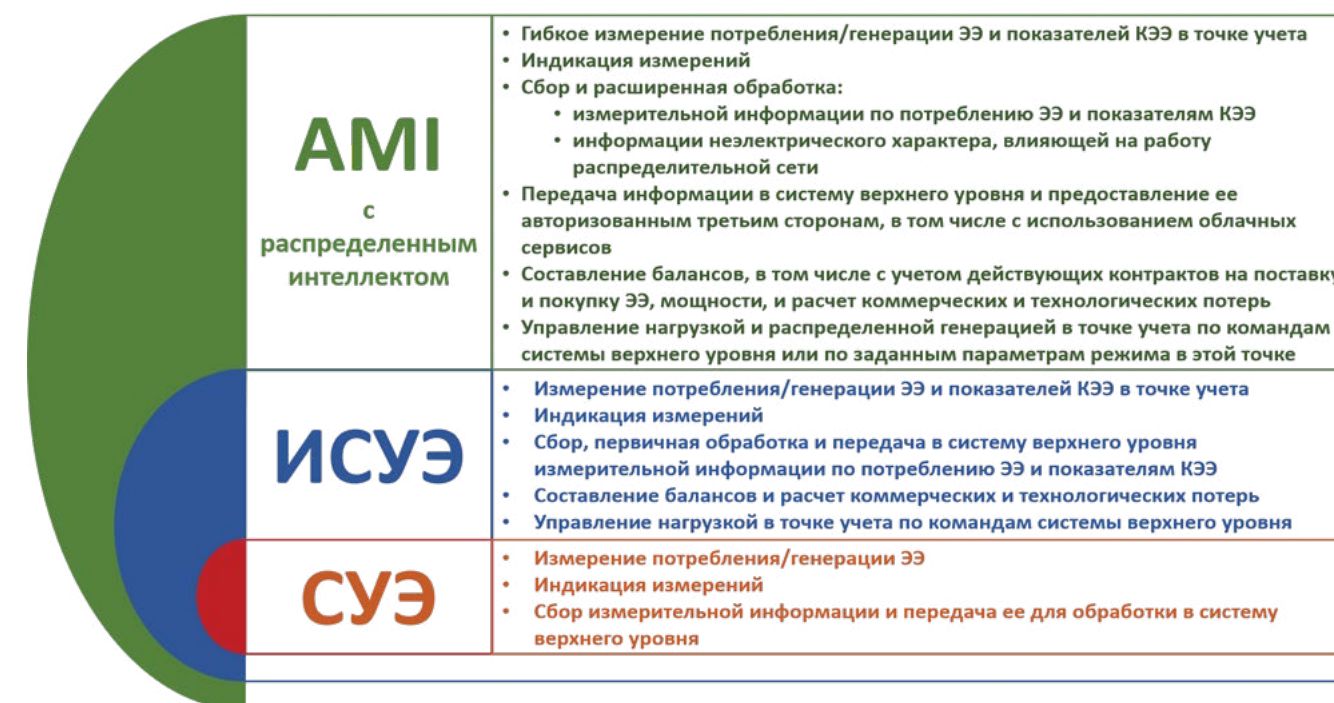 AMI
с
распределенным
интеллектом
• Гибкое измерение потребления/генерации ЭЭ и показателей КЭЭ в точке учета
• Индикация измерений
• Сбор и расширенная обработка:
• измерительной информации по потреблению ЭЭ и показателям КЭЭ
• информации неэлектрического характера, влияющей на работу
распределительной сети
• Передача информации в систему верхнего уровня и предоставление ее
авторизованным третьим сторонам, в том числе с использованием облачных
сервисов
• Составление балансов, в том числе с учетом действующих контрактов на поставку
и покупку ЭЭ, мощности, и расчет коммерческих и технологических потерь
• Управление нагрузкой и распределенной генерацией в точке учета по командам
системы верхнего уровня или по заданным параметрам режима в этой точке
ИСУЭ
• Измерение потребления/генерации ЭЭ и показателей КЭЭ в точке учета
• Индикация измерений
• Сбор, первичная обработка и передача в систему верхнего уровня
измерительной информации по потреблению ЭЭ и показателям КЭЭ
• Составление балансов и расчет коммерческих и технологических потерь
• Управление нагрузкой в точке учета по командам системы верхнего уровня
СУЭ
• Измерение потребления/генерации ЭЭ
• Индикация измерений
• Сбор измерительной информации и передача ее для обработки в систему
верхнего уровня